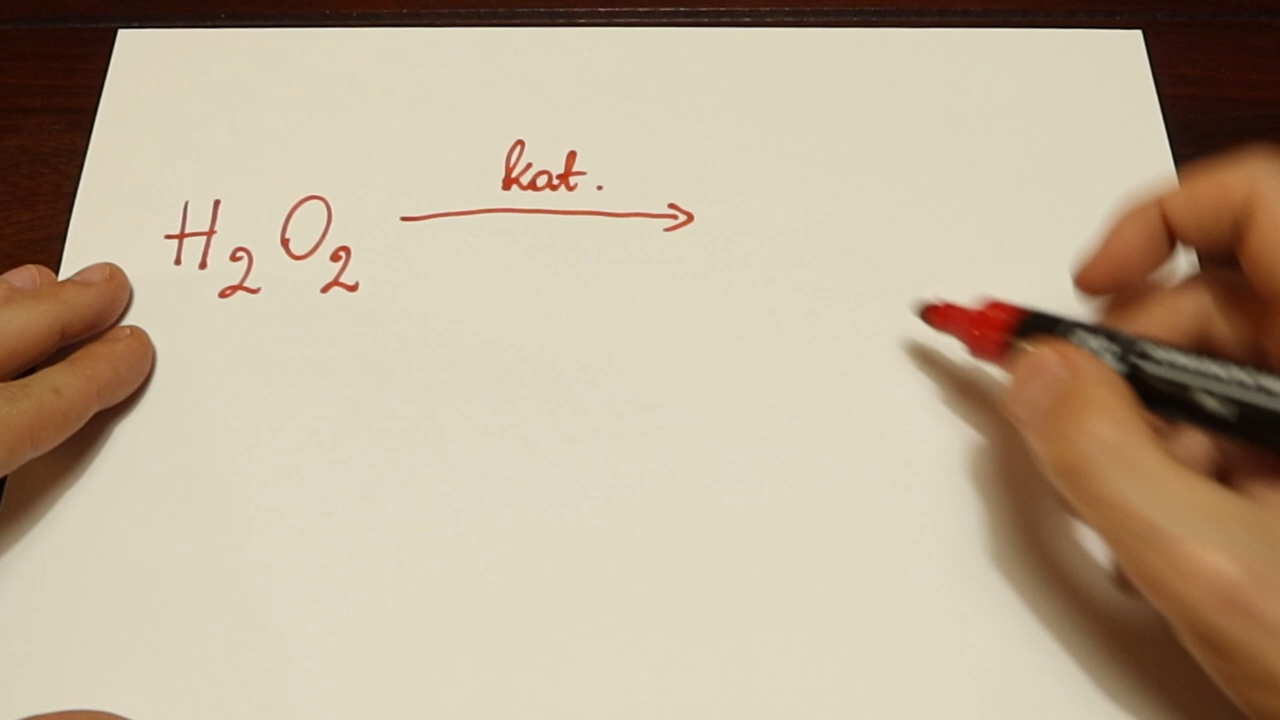 kat.
H₂O₂ ⟶